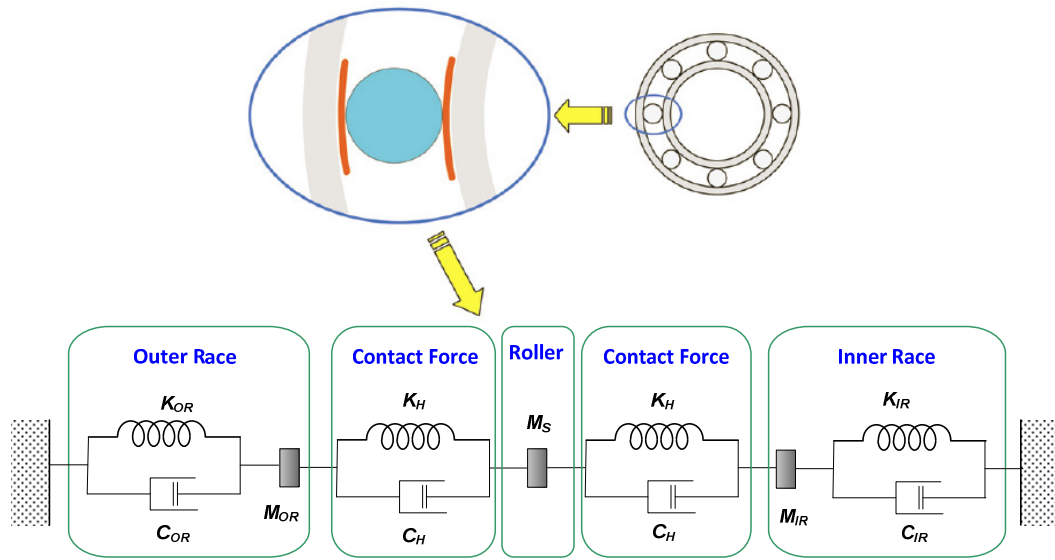 Outer Race
Contact Force
Roller
Contact Force
Inner Race
KOR
KH
MS
KH
KIR
MOR
MIR
COR
CH
CH
CIR